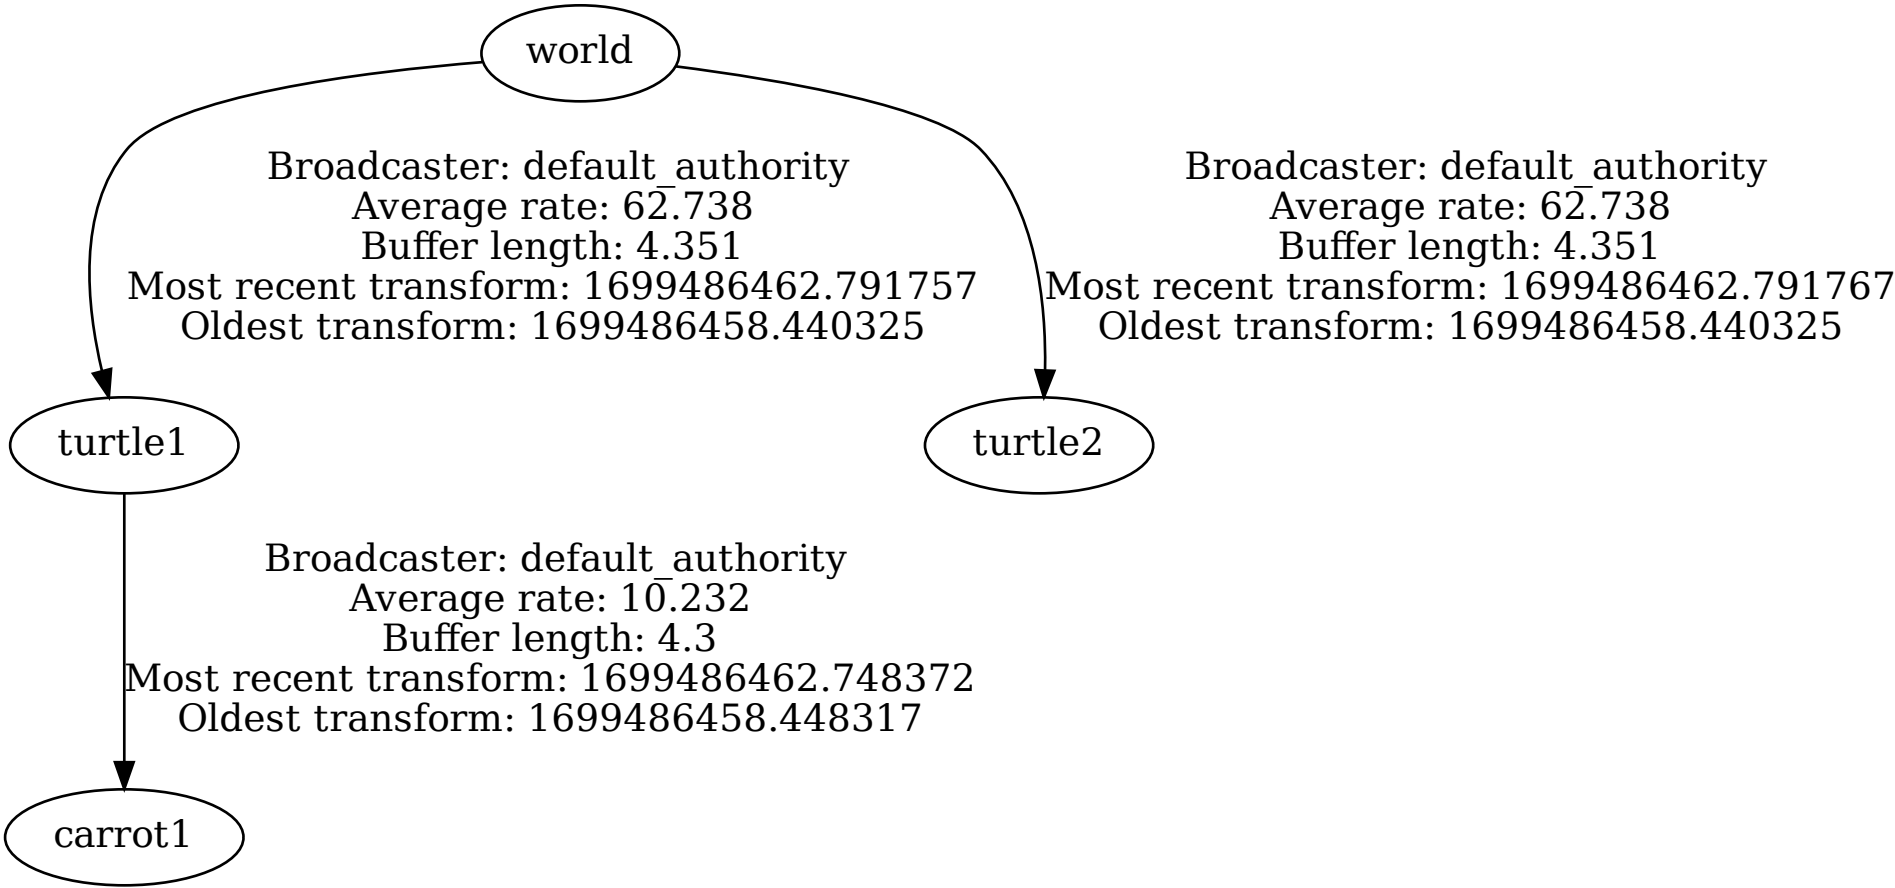 world
Broadcaster: default_authority
Average rate: 62.738
Buffer length: 4.351
Most recent transform: 1699486462.791757
Oldest transform: 1699486458.440325
Broadcaster: default_authority
Average rate: 62.738
Buffer length: 4.351
Most recent transform: 1699486462.791767
Oldest transform: 1699486458.440325
turtle1
turtle2
Broadcaster: default_authority
Average rate: 10.232
Buffer length: 4.3
Most recent transform: 1699486462.748372
Oldest transform: 1699486458.448317
carrot1